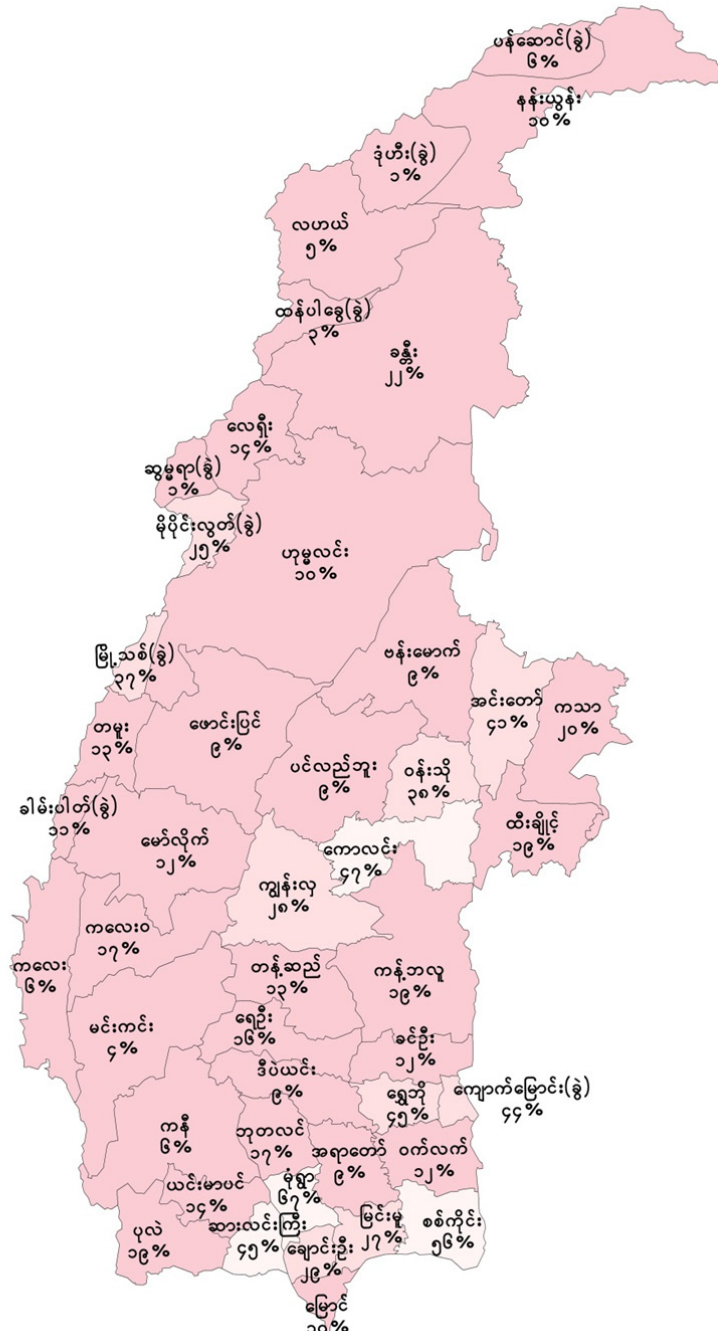 ပန်ဆောင်(ခွဲ)
၆%
နန်းယွန်း
၁၀%
ဒုံဟီး(ခွဲ)
၁%
လဟယ်
၅%
ထန်ပါခွေ(ခွဲ)
၃%
ခန္တီး
၂၂%
လေရှီး
၁၄%
ဆွမ္မရာ(ခွဲ)
၁%
မိုပိုင်းလွတ်(ခွဲ)
၂၅%
ဟုမ္မလင်း
၁၀%
မြို့သစ်(ခွဲ)
၃၇%
ဗန်းမောက်
၉%
အင်းတော်
၄၁%
ကသာ
၂၀%
တမူး
၁၃%
ဖောင်းပြင်
၉%
ပင်လည်ဘူး
၉%
ဝန်းသို
၃၈%
ခါမ်းပါတ်(ခွဲ)
၁၁%
မော်လိုက်
၁၂%
ကောလင်း
၄၇%
ထီးချိုင့်
၁၉%
ကျွန်းလှ
၂၈%
ကလေးဝ
၁၇%
ကလေး
၆%
တန့်ဆည်
၁၃%
ကန့်ဘလူ
၁၉%
မင်းကင်း
၄%
ရေဦး
၁၆%
ခင်ဦး
၁၂%
ဒီပဲယင်း
၉%
ရွှေဘို
၄၅%
ကျောက်မြောင်း(ခွဲ)
၄၄%
ကနီ
၆%
ဘုတလင်
၁၇%
အရာတော်
၉%
ဝက်လက်
၁၂%
ယင်းမာပင်
၁၄%
မုံရွာ
၆၇%
ပုလဲ
၁၉%
ဆားလင်းကြီး
၄၅%
ချောင်းဦး
၂၉%
မြင်းမူ
၂၇%
စစ်ကိုင်း
၅၆%
မြောင်